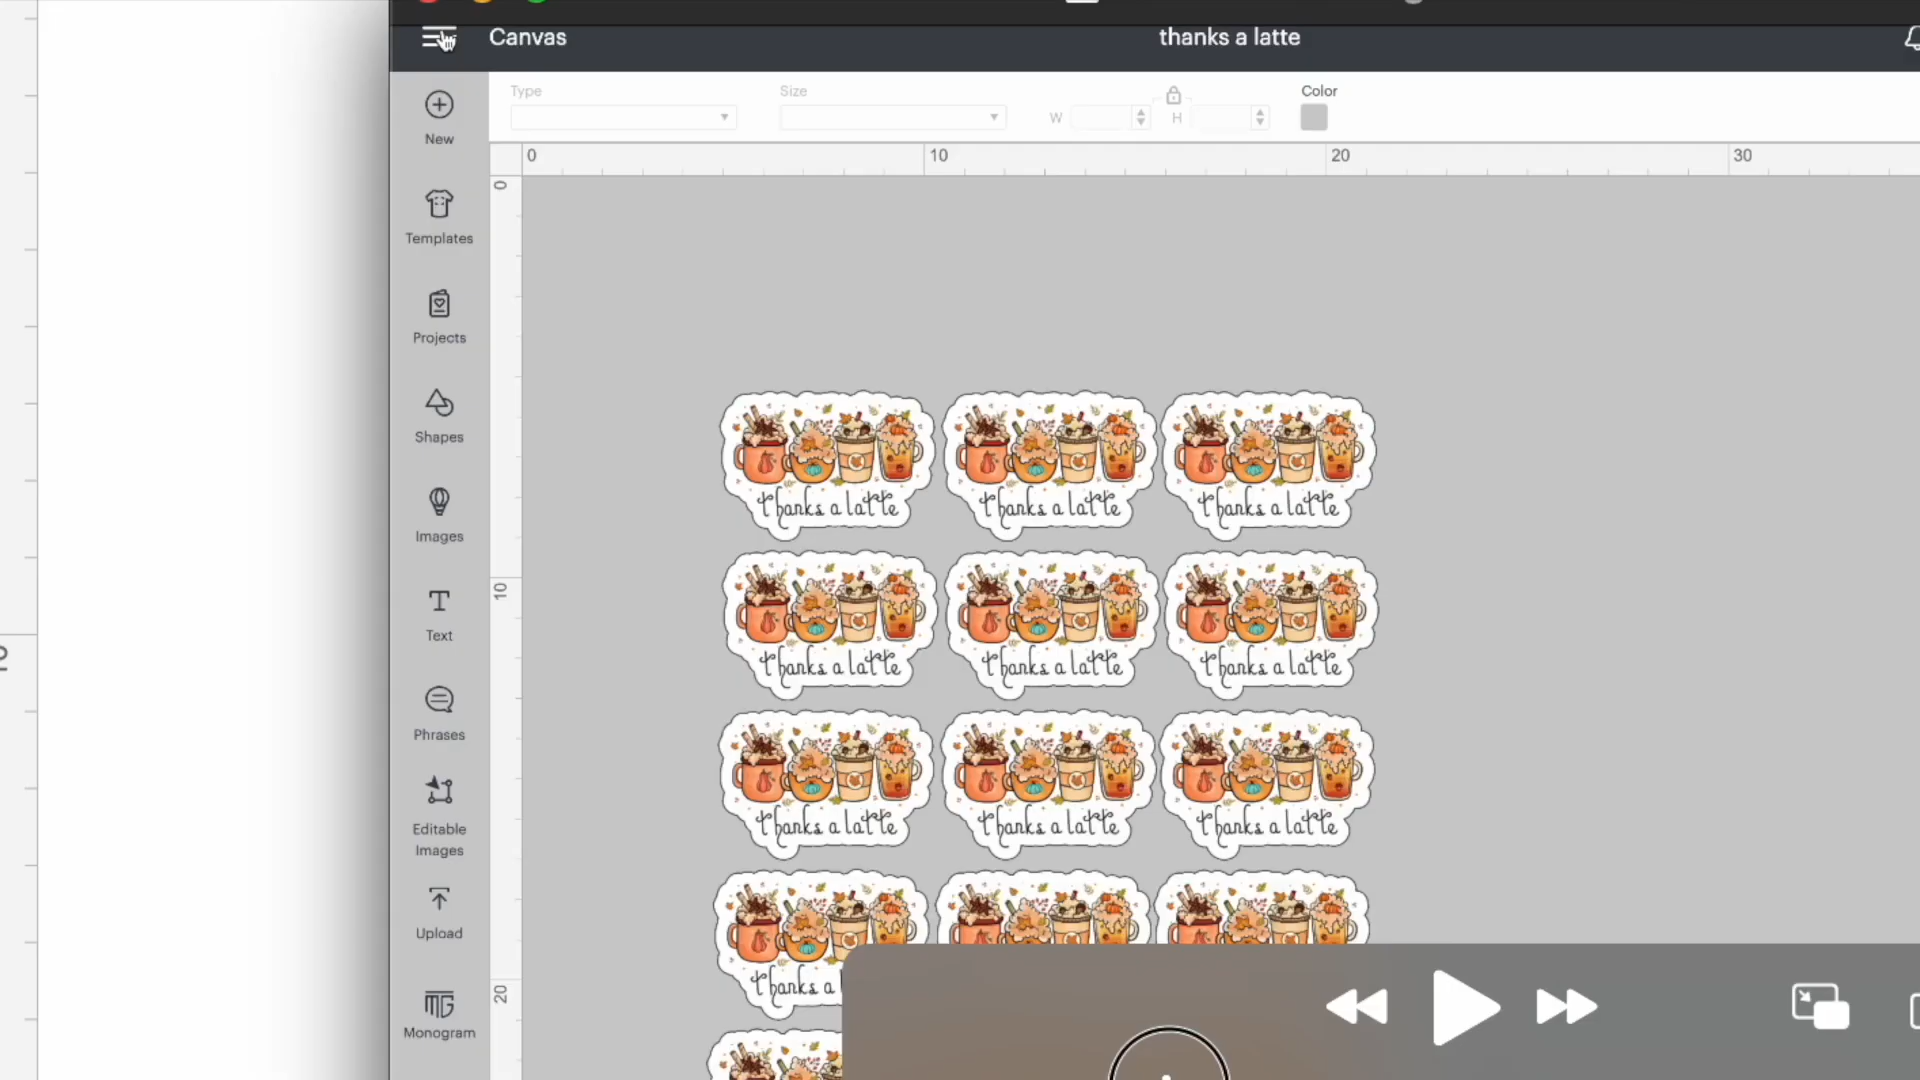 Canvas
thanks a latte
Type
Size
W
H
Color
New
0
10
20
30
0
Templates
Projects
Shapes
thanks a latte
thanks a latte
thanks a latte
Images
10
Text
thanks a latte
thanks a latte
thanks a latte
Phrases
Editable
Images
thanks a latte
thanks a latte
thanks a latte
Upload
thanks a
20
MG
Monogram